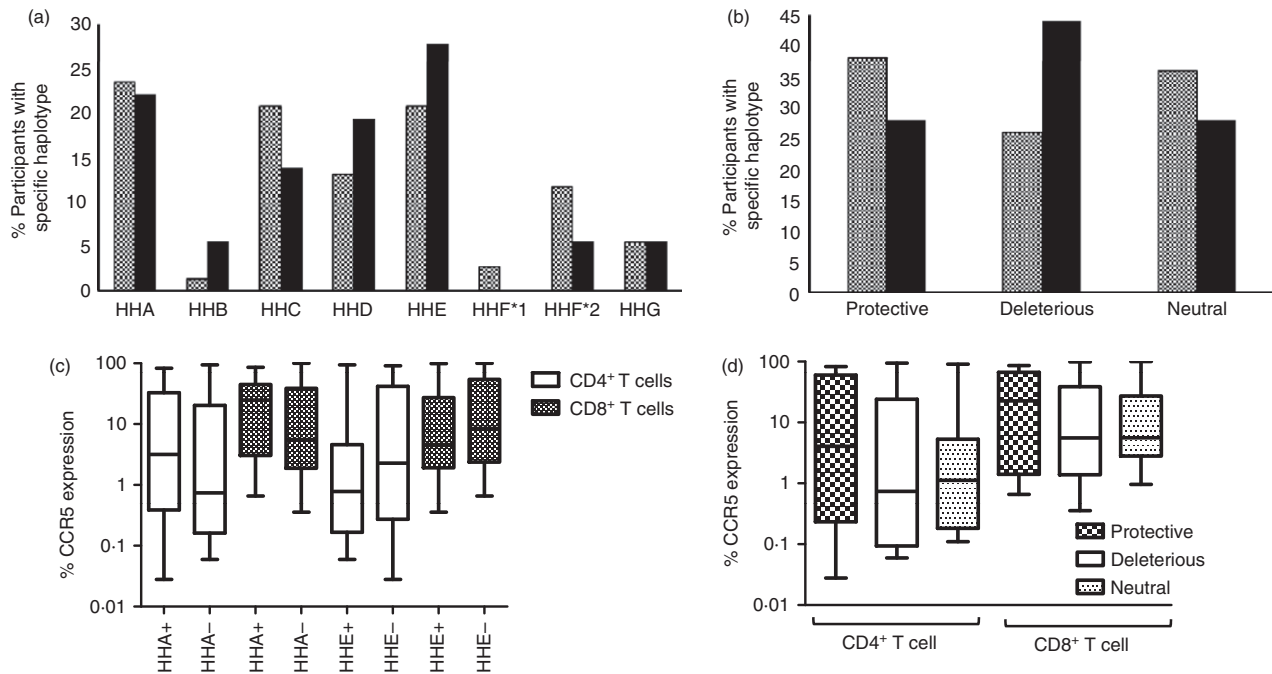 (a)
% Participants with
specific haplotype
30
25
20
15
10
5
0
HHA HHB HHC HHD HHE HHF*1 HHF*2 HHG
(b)
% Participants with
specific haplotype
45
40
35
30
25
20
15
10
5
0
Protective Deleterious Neutral
(c)
% CCR5 expression
100
10
1
0·1
0·01
HHA+
HHA–
HHA+
HHA–
HHE+
HHE–
HHE+
HHE–
CD4+ T cells
CD8+ T cells
(d)
% CCR5 expression
100
10
1
0·1
0·01
Protective
Deleterious
Neutral
CD4+ T cell CD8+ T cell